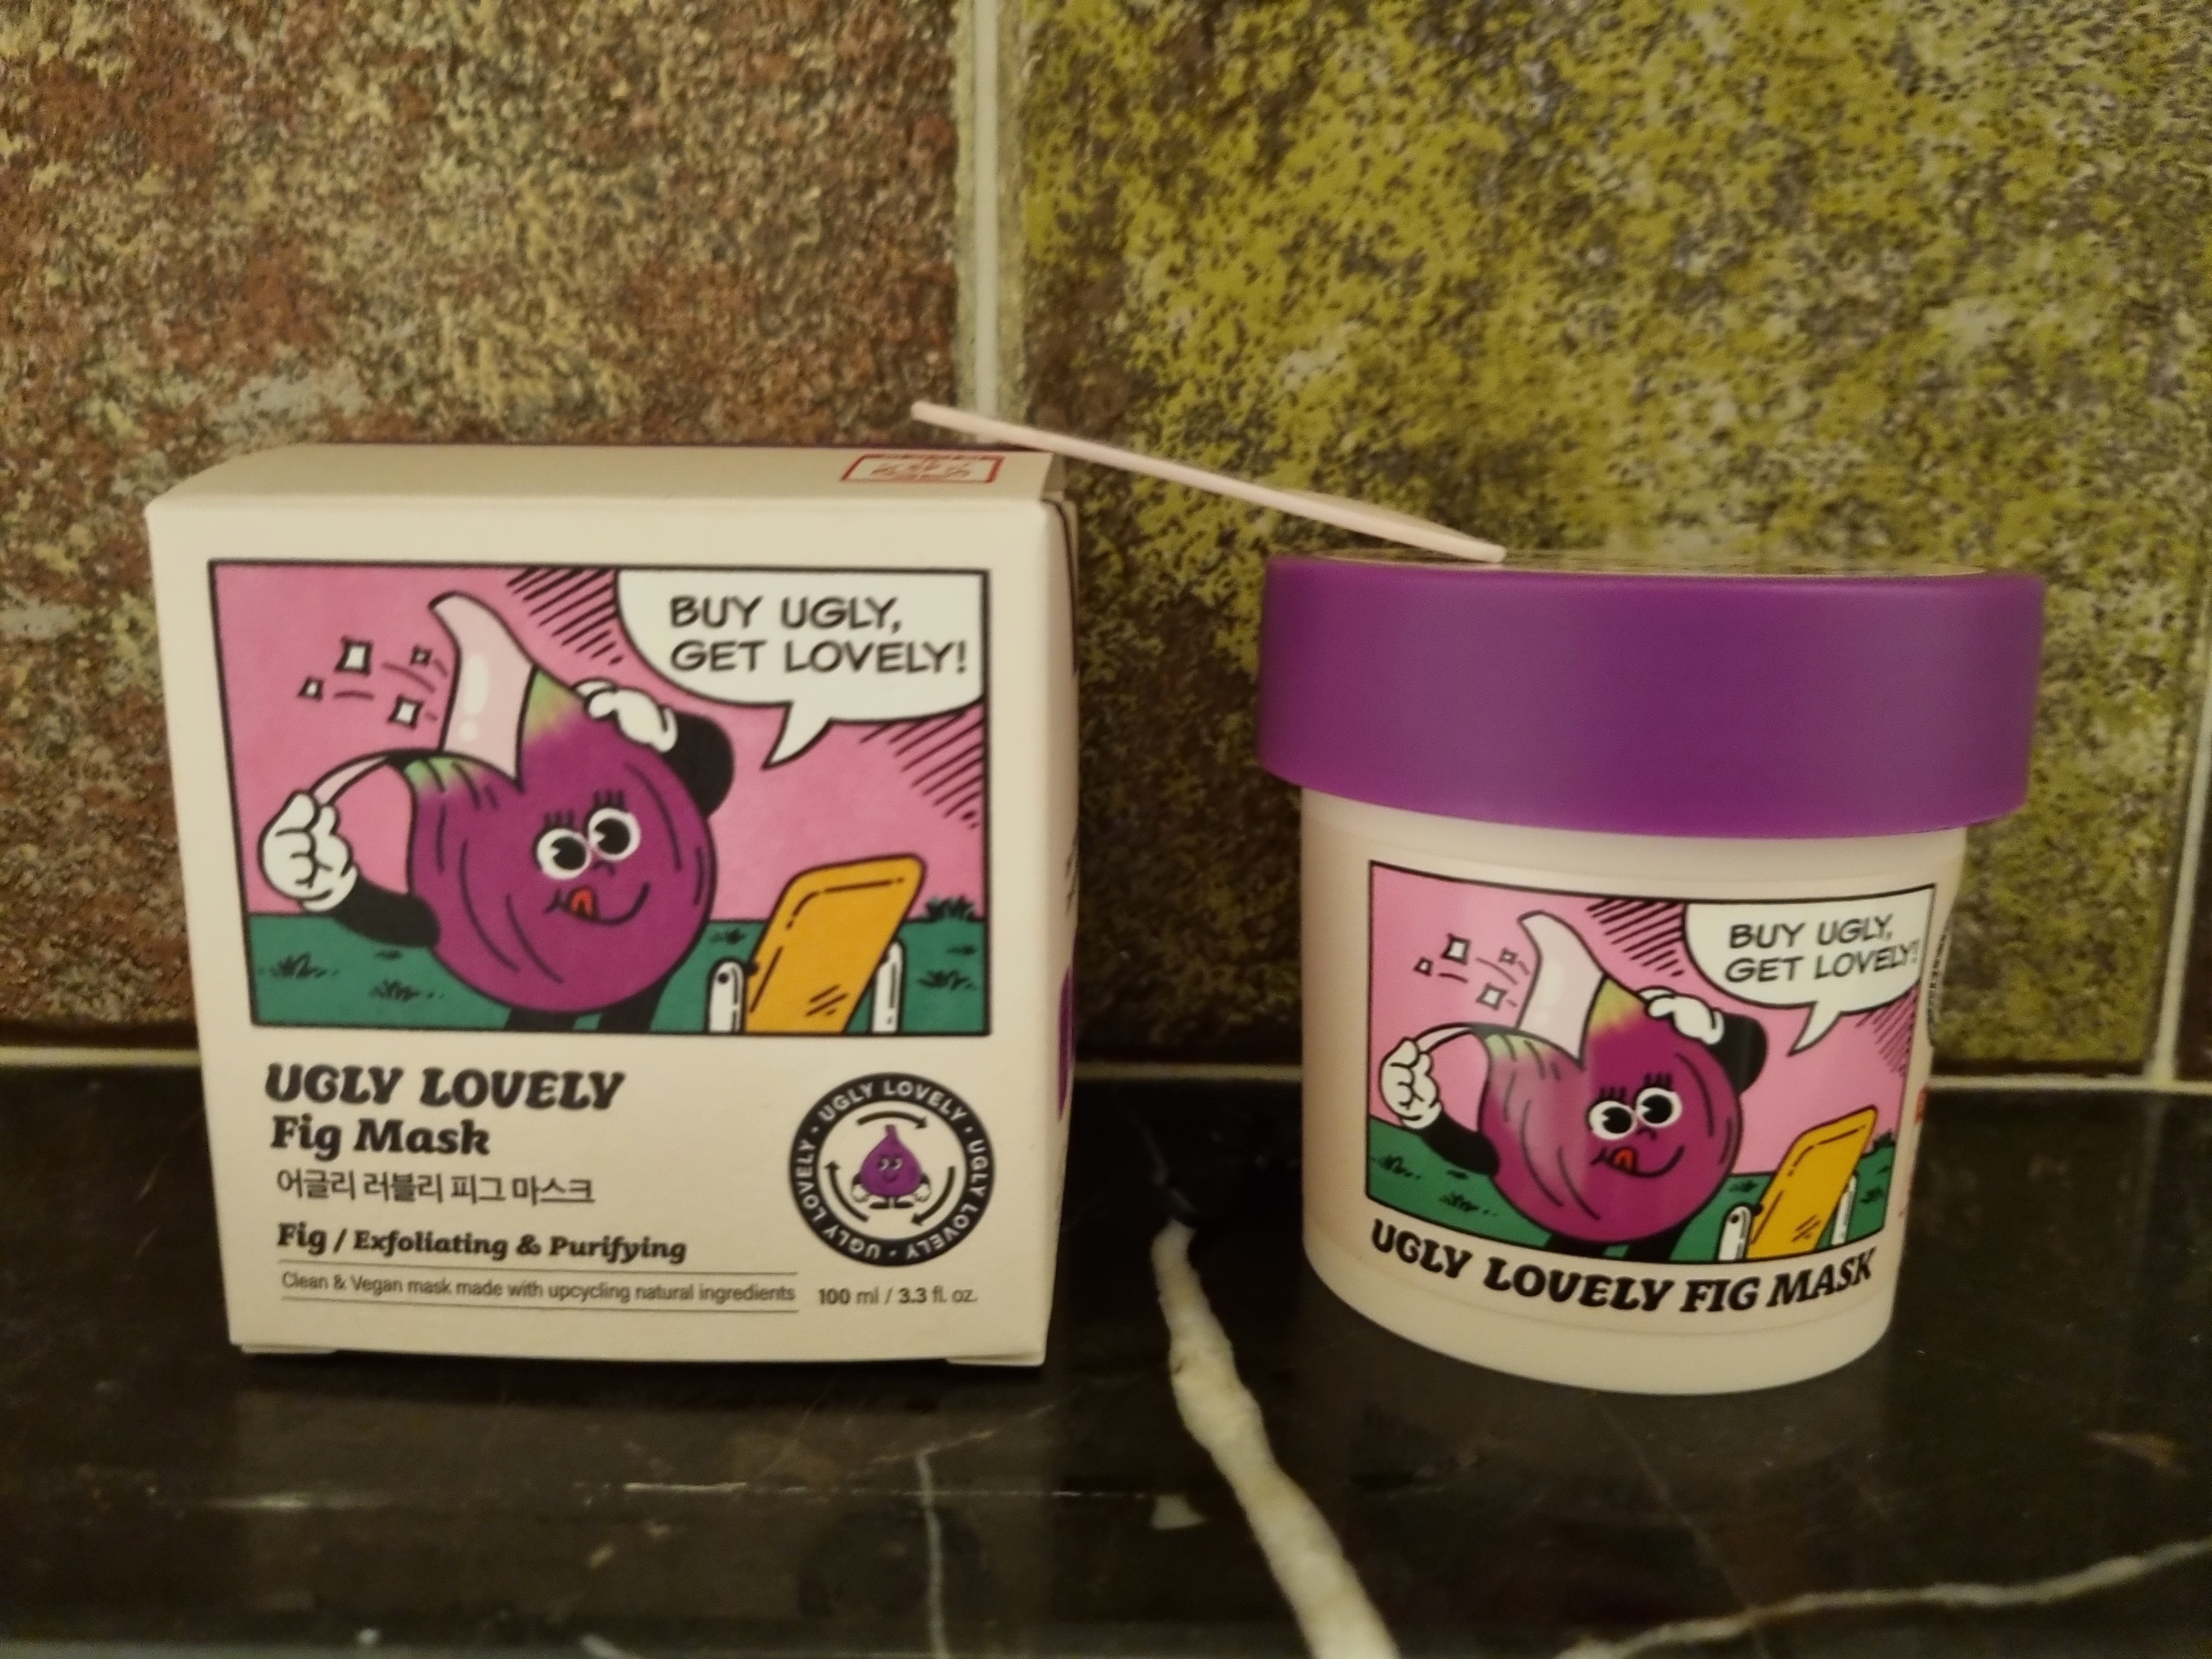 BUY UGLY,
GET LOVELY!
UGLY LOVELY
Fig Mask
어글리 러블리 피그 마스크
Fig / Exfoliating & Purifying
Clean & Vegan mask made with upcycling natural ingredients
UGLY LOVELY • UGLY LOVELY • UGLY LOVELY •
100 ml / 3.3 fl. oz.
BUY UGLY,
GET LOVELY!
UGLY LOVELY FIG MASK